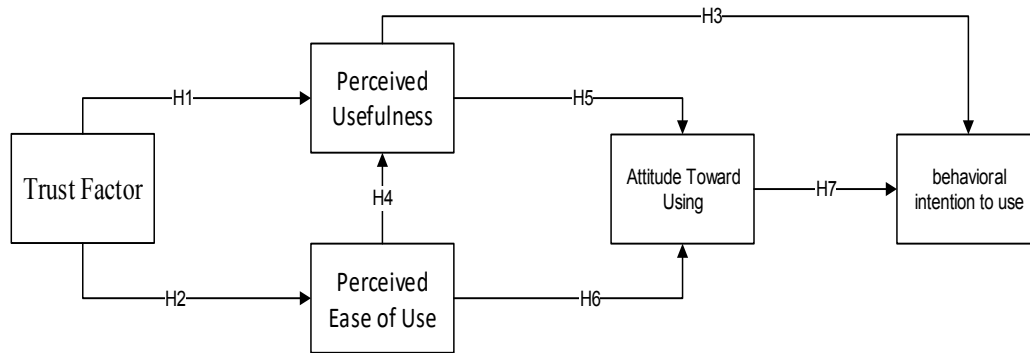 H3
Perceived
Usefulness
H1
H5
Trust Factor
H4
Attitude Toward
Using
H7
behavioral
intention to use
Perceived
Ease of Use
H2
H6